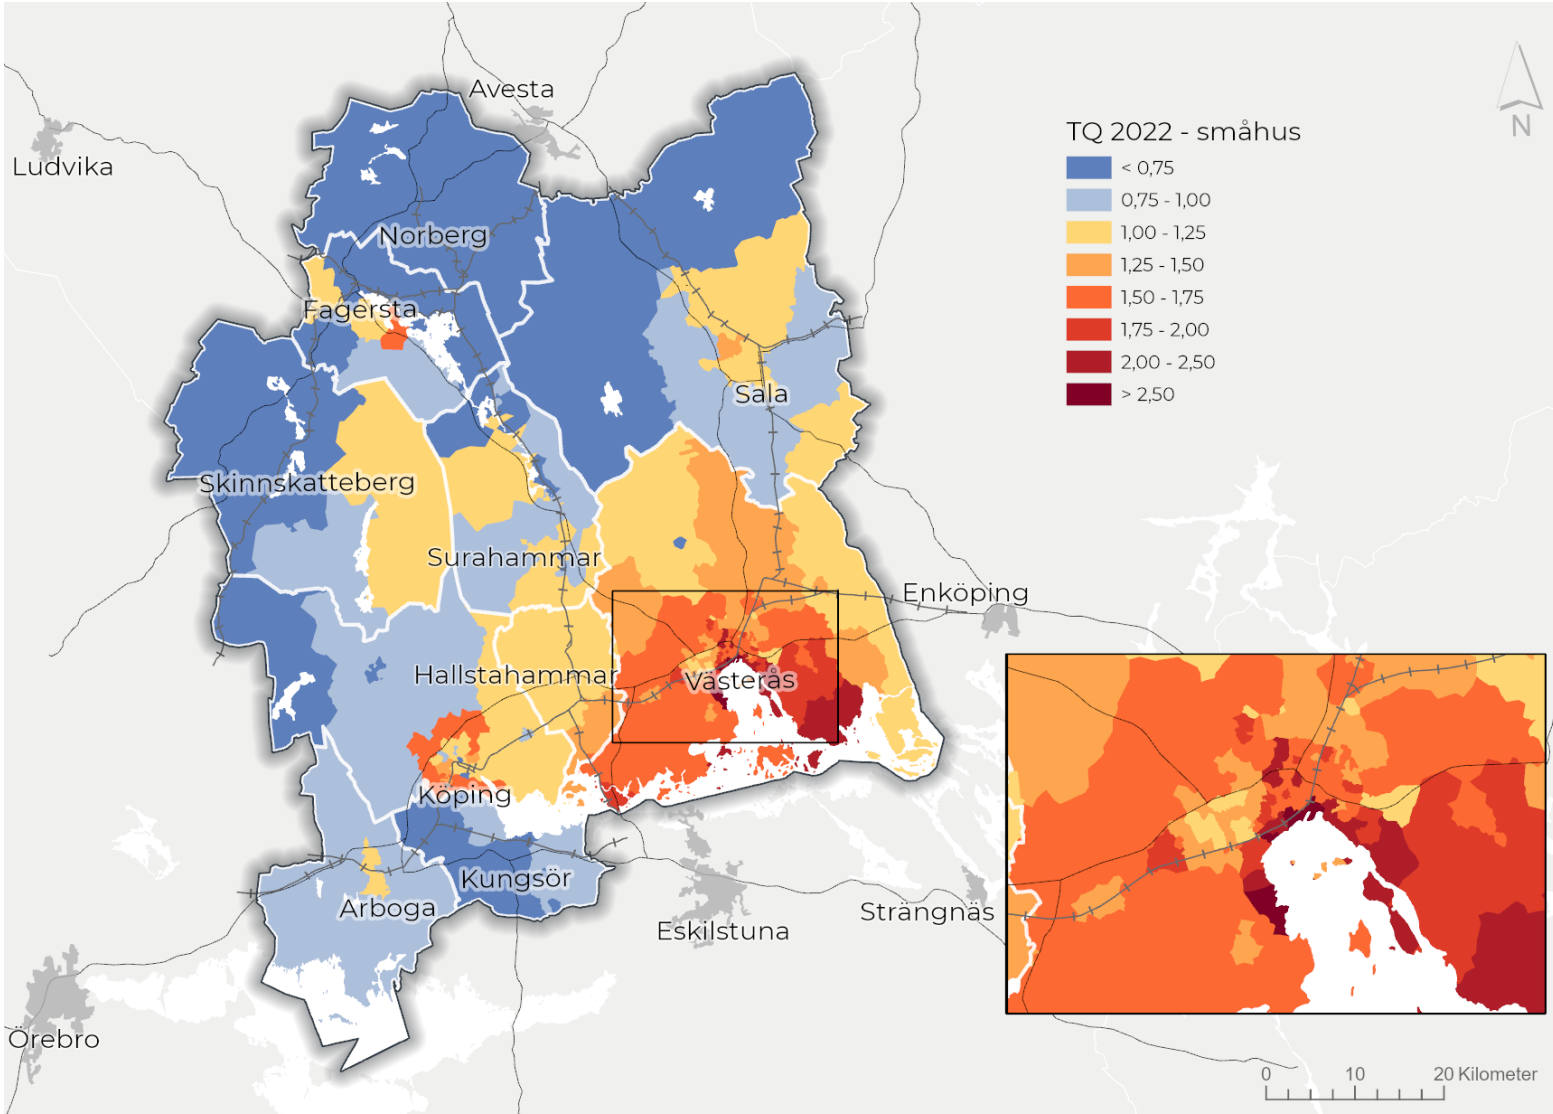 Avesta
Ludvika
TQ 2022 - småhus
< 0,75
0,75 - 1,00
1,00 - 1,25
1,25 - 1,50
1,50 - 1,75
1,75 - 2,00
2,00 - 2,50
> 2,50
N
Norberg
Fagersta
Sala
Skinnskatteberg
Surahammar
Enköping
Hallstahammar
Västerås
Köping
Kungsör
Arboga
Strängnäs
Eskilstuna
Örebro
0 10 20 Kilometer